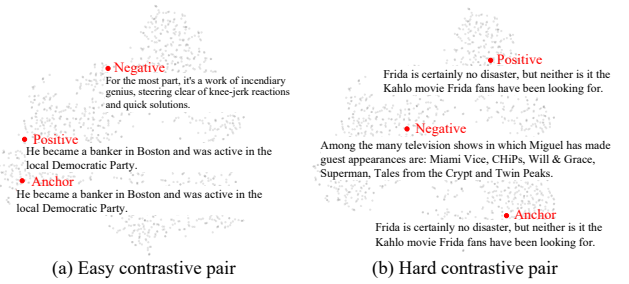 Negative
For the most part, it's a work of incendiary
genius, steering clear of knee-jerk reactions
and quick solutions.
Positive
He became a banker in Boston and was active in the
local Democratic Party.
Anchor
He became a banker in Boston and was active in the
local Democratic Party.
(a) Easy contrastive pair
Positive
Frida is certainly no disaster, but neither is it the
Kahlo movie Frida fans have been looking for.
Negative
Among the many television shows in which Miguel has made
guest appearances are: Miami Vice, CHiPs, Will & Grace,
Superman, Tales from the Crypt and Twin Peaks.
Anchor
Frida is certainly no disaster, but neither is it the
Kahlo movie Frida fans have been looking for.
(b) Hard contrastive pair